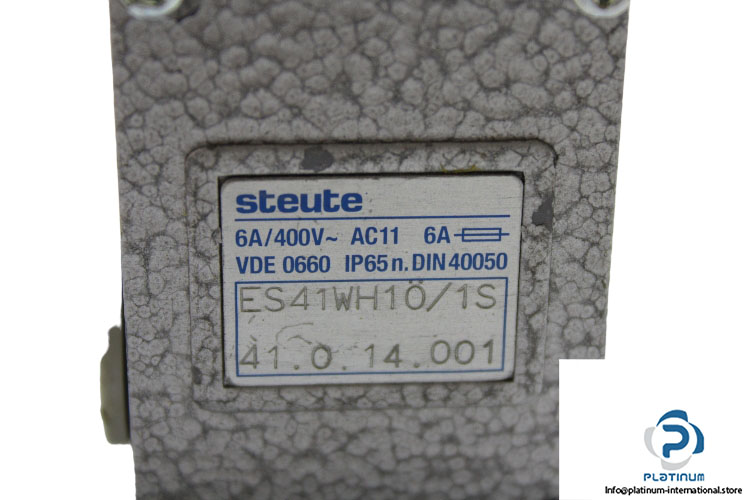 steute
6A/400V~ AC11 6A
VDE 0660 IP65 n. DIN 40050
ES41WH1Ö/1S
41.0.14.001
PLATINUM
Info@platinum-international.store